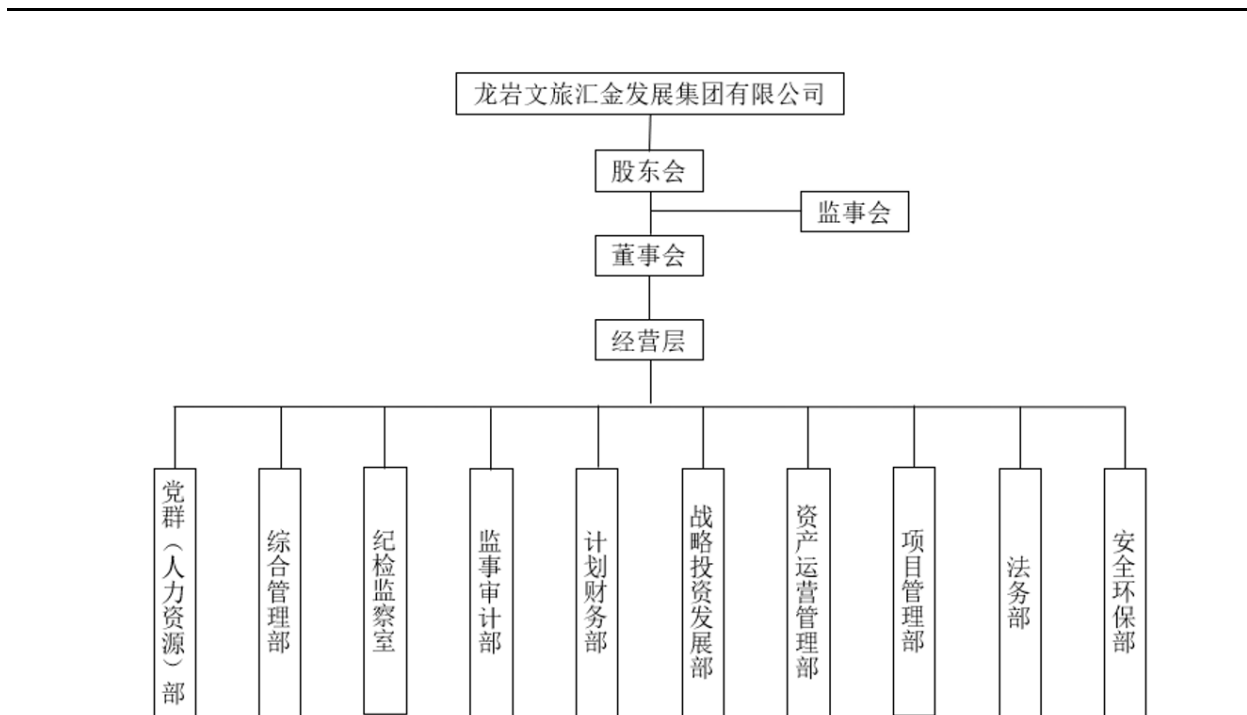 龙岩文旅汇金发展集团有限公司
股东会
监事会
董事会
经营层
党群（人力资源）部
综合管理部
纪检监察室
监事审计部
计划财务部
战略投资发展部
资产运营管理部
项目管理部
法务部
安全环保部